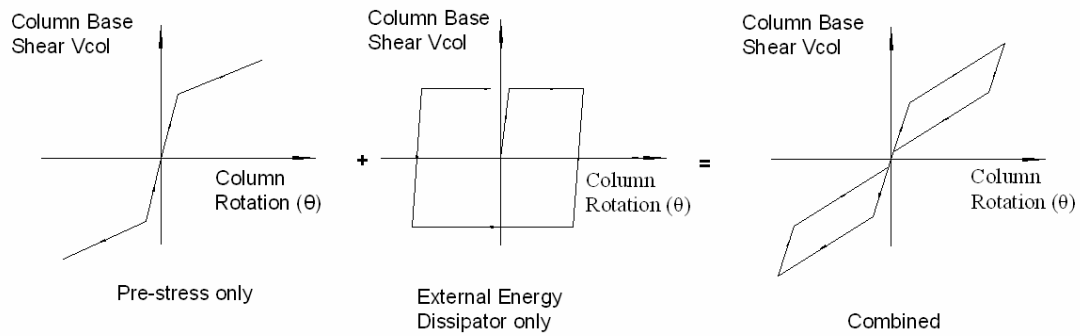 Column Base
Shear Vcol
Column
Rotation (θ)
Pre-stress only
+
Column Base
Shear Vcol
Column
Rotation (θ)
External Energy
Dissipator only
=
Column Base
Shear Vcol
Column
Rotation (θ)
Combined